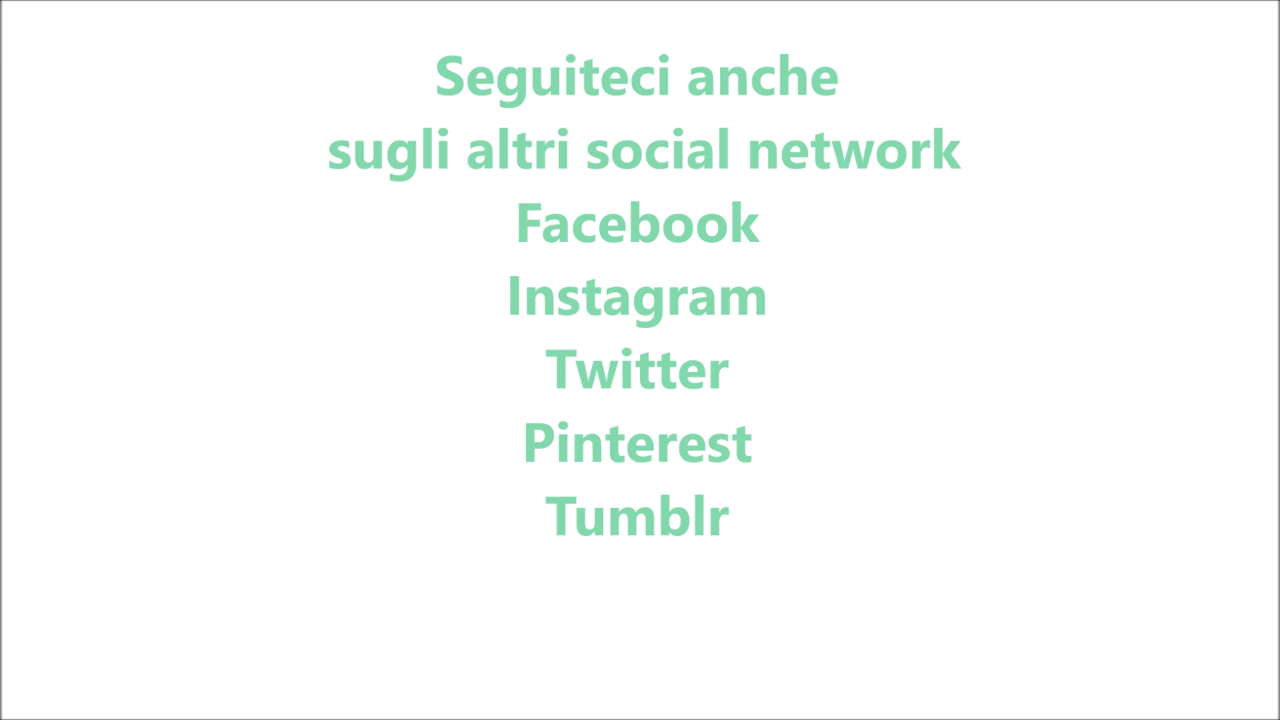 Seguiteci anche
sugli altri social network
Facebook
Instagram
Twitter
Pinterest
Tumblr